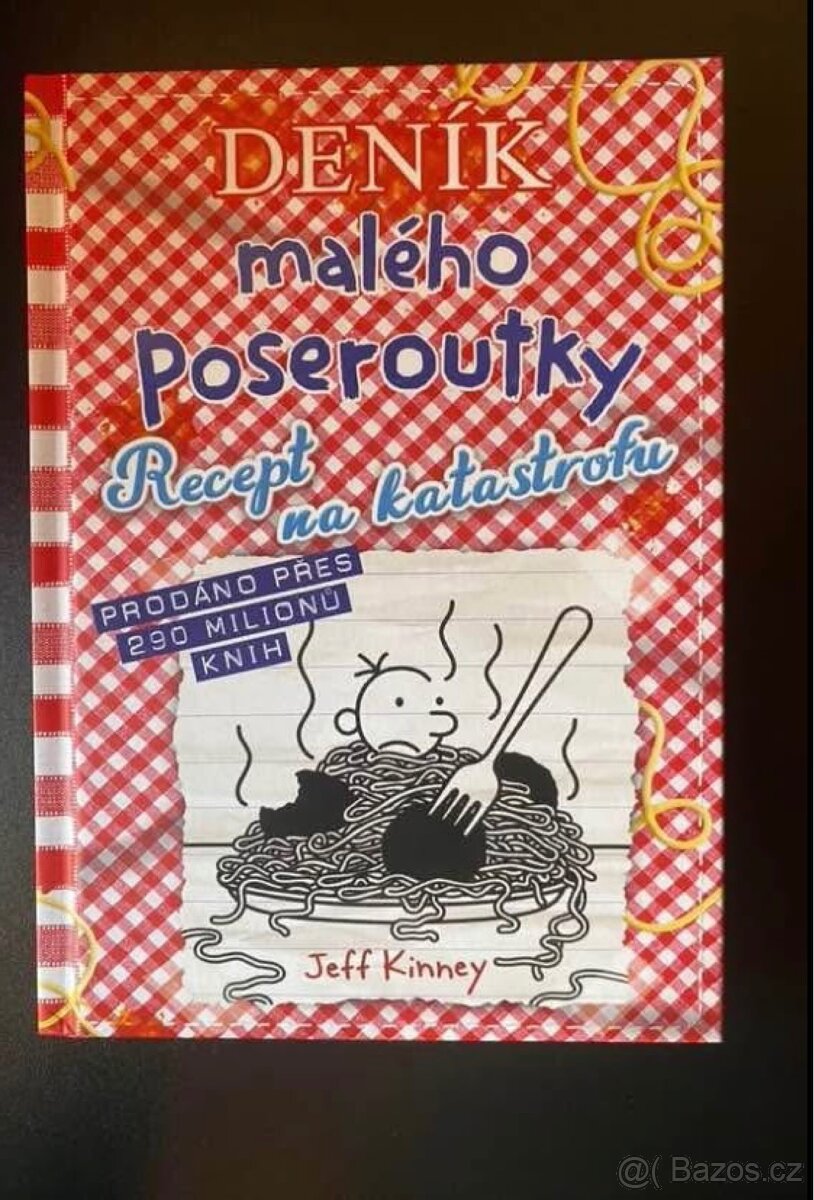 DENÍK
malého
poseroutky
Recept
na katastrofu
PRODÁNO PŘES
290 MILIONŮ
KNIH
Jeff Kinney
@( Bazos.cz